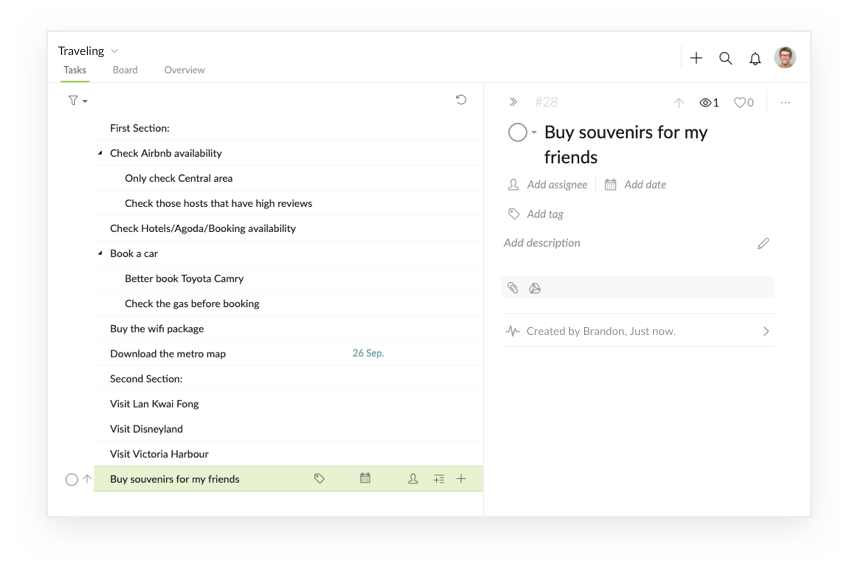 Traveling
Tasks Board Overview
First Section:
Check Airbnb availability
Only check Central area
Check those hosts that have high reviews
Check Hotels/Agoda/Booking availability
Book a car
Better book Toyota Camry
Check the gas before booking
Buy the wifi package
Download the metro map 26 Sep.
Second Section:
Visit Lan Kwai Fong
Visit Disneyland
Visit Victoria Harbour
Buy souvenirs for my friends
#28 1 0
Buy souvenirs for my
friends
Add assignee Add date
Add tag
Add description
Created by Brandon, Just now.